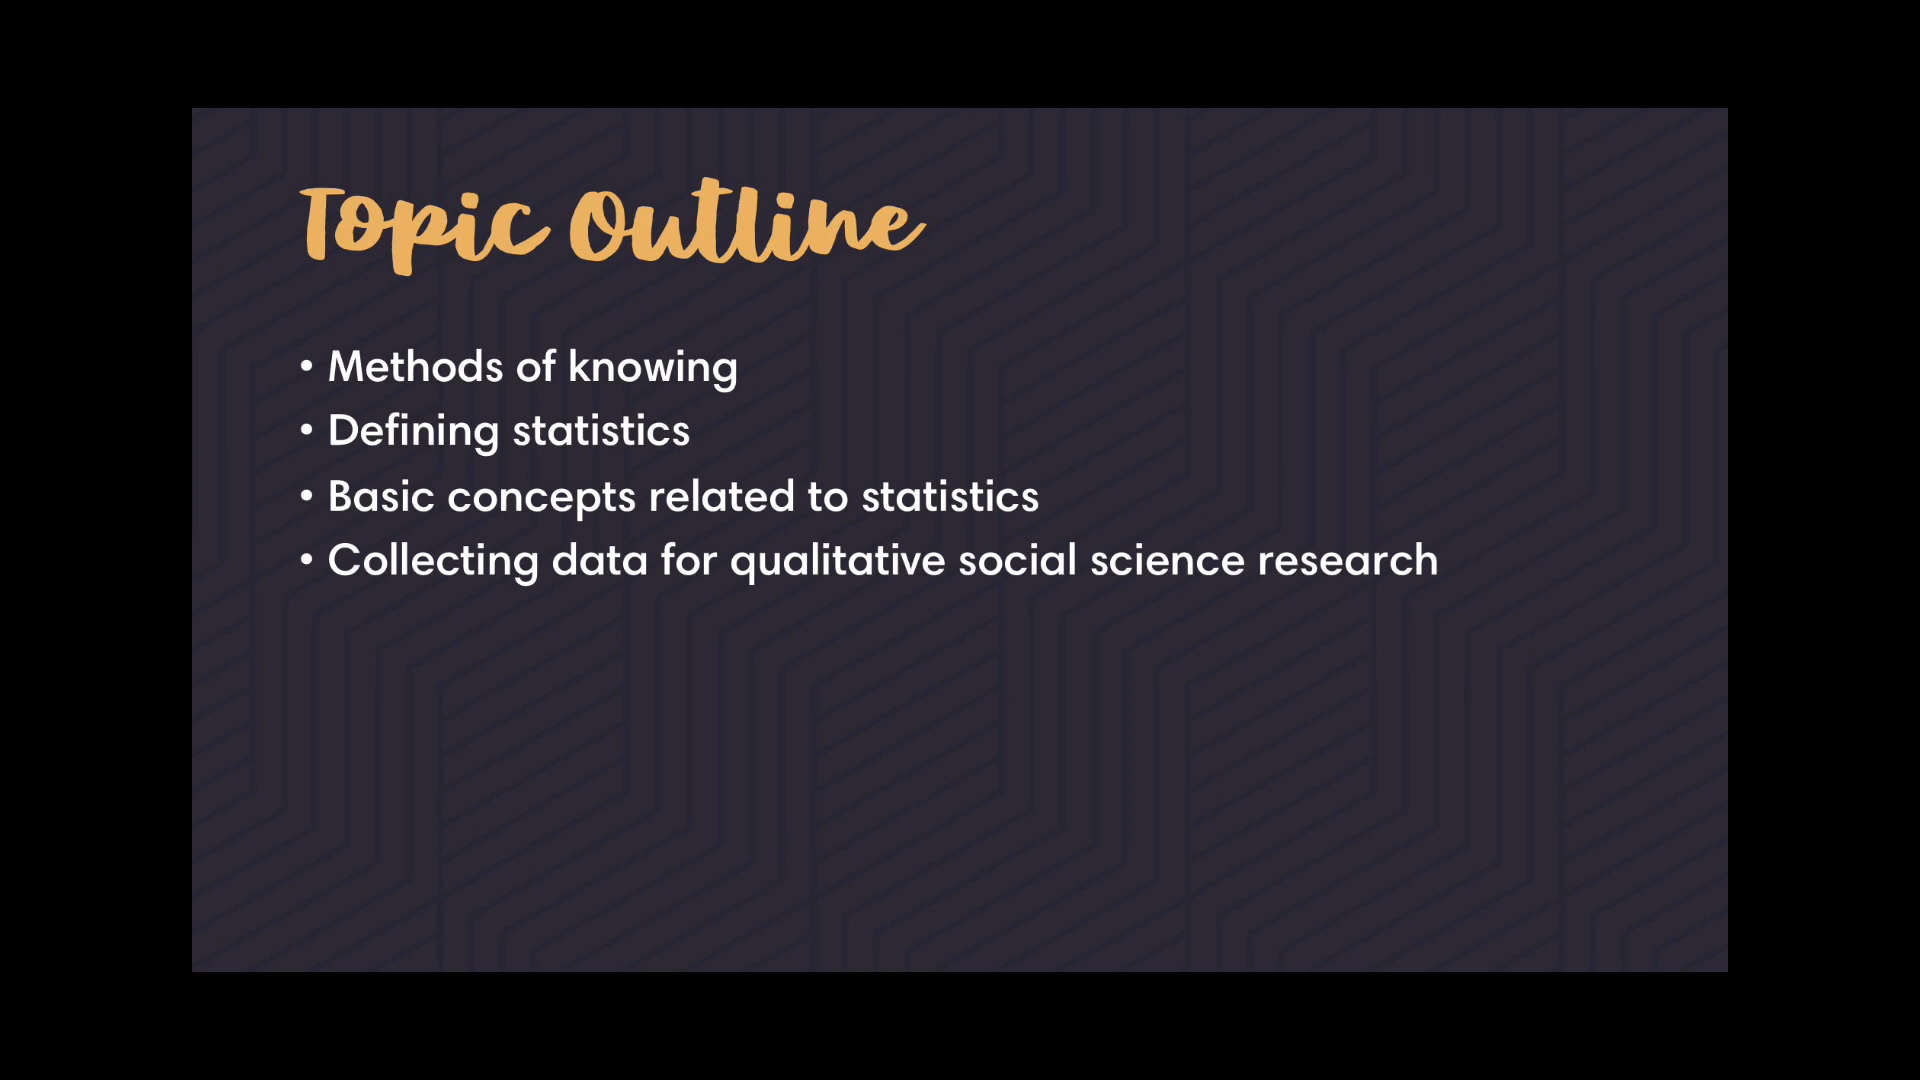 Topic Outline
• Methods of knowing
• Defining statistics
• Basic concepts related to statistics
• Collecting data for qualitative social science research